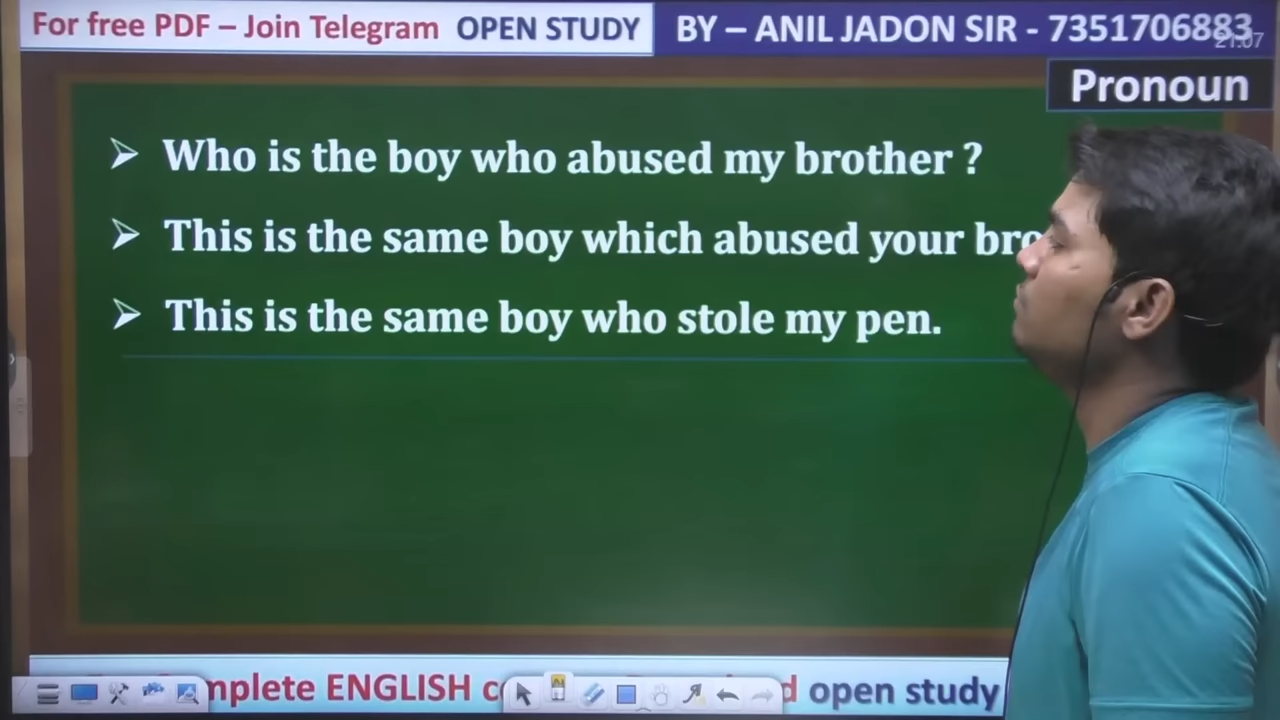 For free PDF – Join Telegram OPEN STUDY BY – ANIL JADON SIR - 7351706883
21:07
Pronoun
➢ Who is the boy who abused my brother ?
➢ This is the same boy which abused your
➢ This is the same boy who stole my pen.
ENGLISH open study